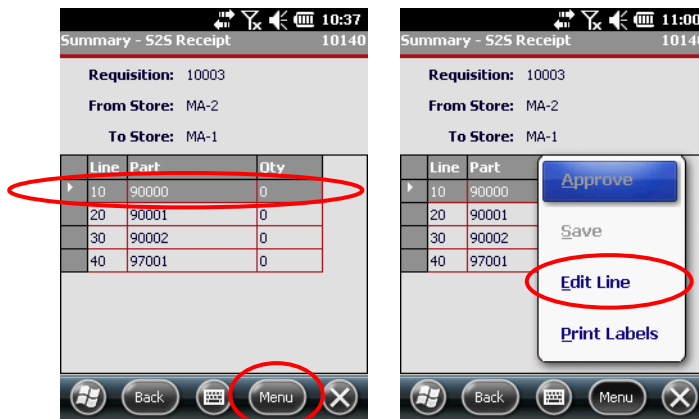 10:37
Summary - S2S Receipt 10140
Requisition: 10003
From Store: MA-2
To Store: MA-1
Line Part Qty
10 90000 0
20 90001 0
30 90002 0
40 97001 0
Back Menu
11:00
Summary - S2S Receipt 10140
Requisition: 10003
From Store: MA-2
To Store: MA-1
Line Part
10 90000
20 90001
30 90002
40 97001
Approve
Save
Edit Line
Print Labels
Back Menu